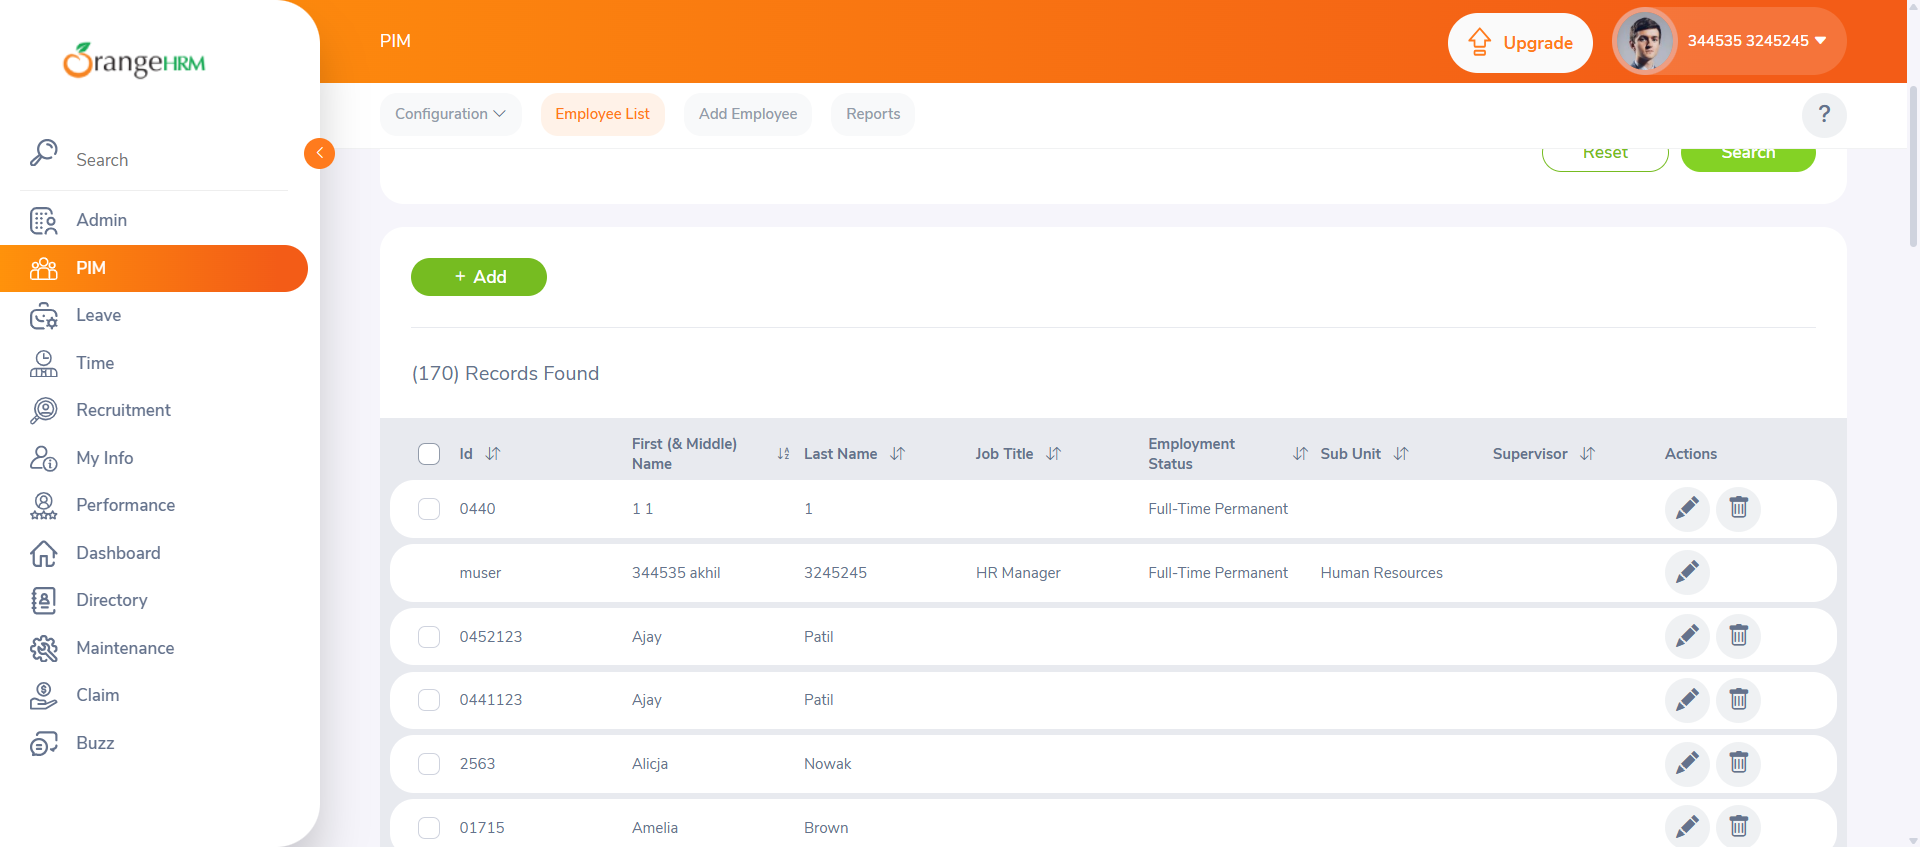 OrangeHRM
PIM
Upgrade
344535 3245245
Configuration
Employee List
Add Employee
Reports
?
Search
Admin
PIM
Leave
Time
Recruitment
My Info
Performance
Dashboard
Directory
Maintenance
Claim
Buzz
Reset
Search
+ Add
(170) Records Found
Id First (& Middle) Name Last Name Job Title Employment Status Sub Unit Supervisor Actions
0440 1 1 1 Full-Time Permanent
muser 344535 akhil 3245245 HR Manager Full-Time Permanent Human Resources
0452123 Ajay Patil
0441123 Ajay Patil
2563 Alicja Nowak
01715 Amelia Brown